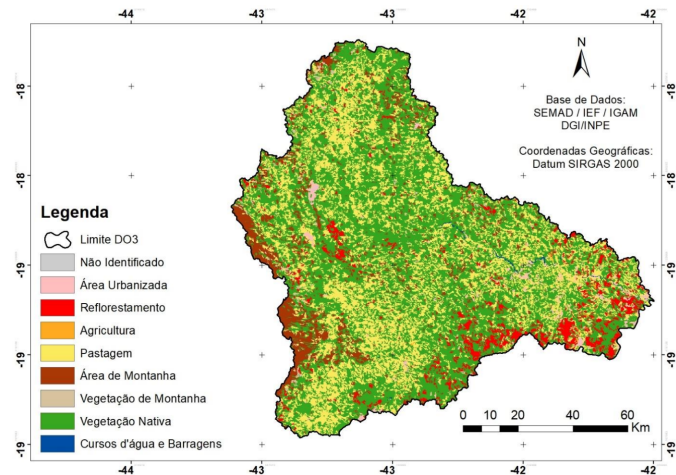 -44 -43 -43 -42 -42
N
Base de Dados:
SEMAD / IEF / IGAM
DGI/INPE
Coordenadas Geográficas:
Datum SIRGAS 2000
-18 -18
-18 -18
-19 -19
-19 -19
-19 -19
Legenda
Limite DO3
Não Identificado
Área Urbanizada
Reflorestamento
Agricultura
Pastagem
Área de Montanha
Vegetação de Montanha
Vegetação Nativa
Cursos d'água e Barragens
0 10 20 40 60
Km
-44 -43 -43 -42 -42